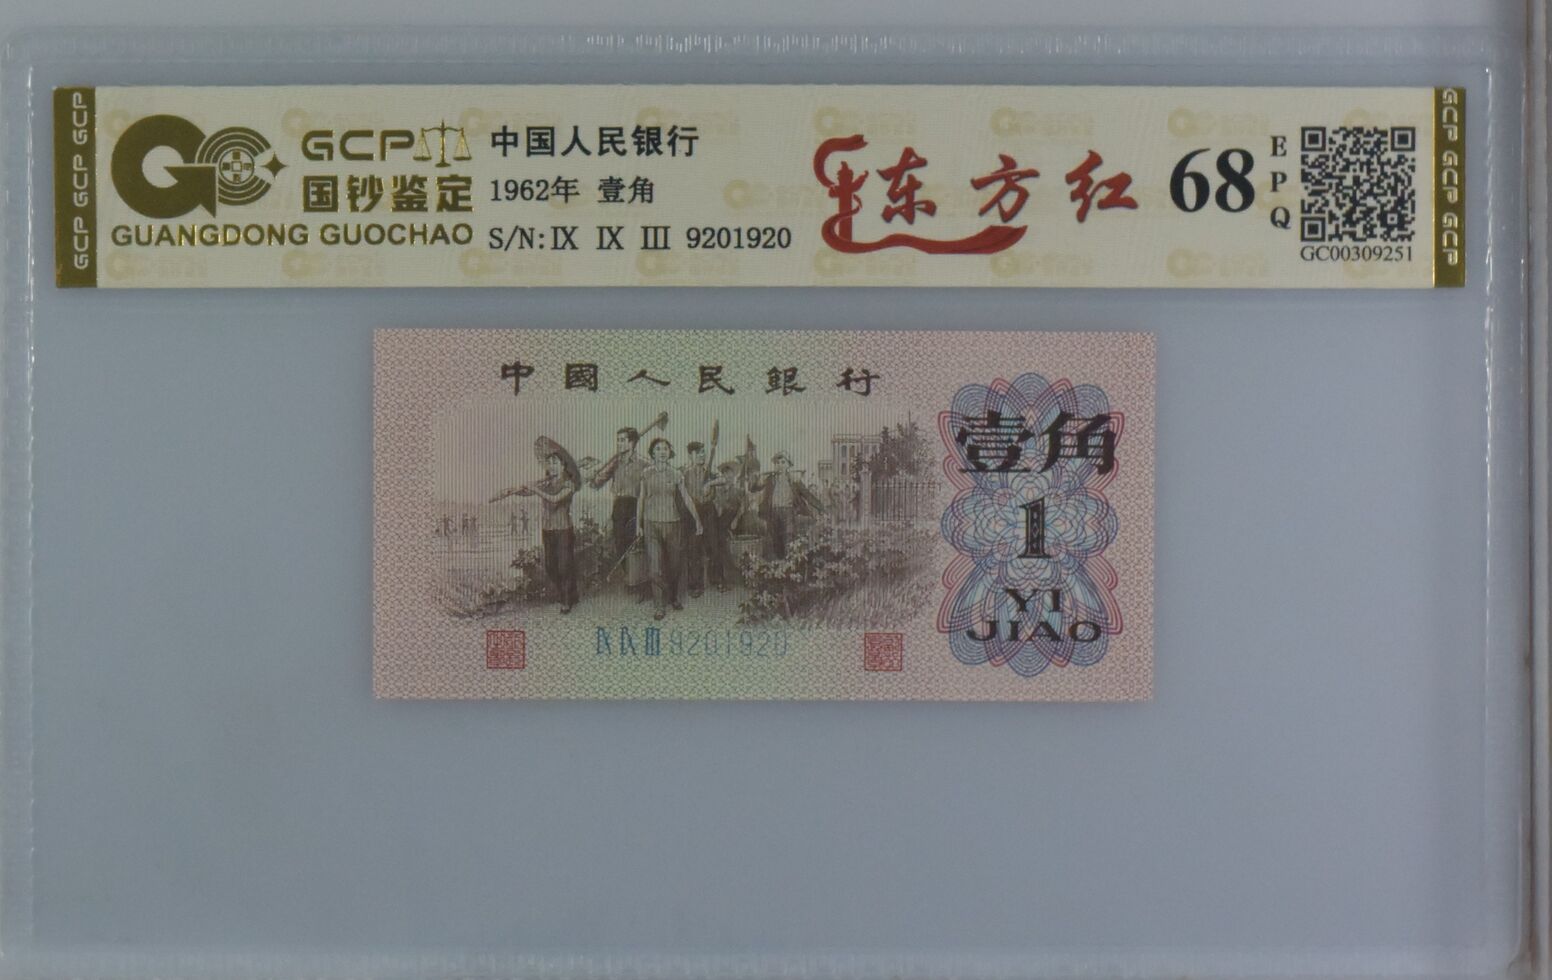 GCP GCP GCP
GCP
国钞鉴定
GUANGDONG GUOCHAO
中国人民银行
1962年 壹角
S/N:Ⅸ Ⅸ Ⅲ 9201920
东方红
68
EPQ
GC00309251
GCP GCP GCP
中國人民銀行
壹角
1
YI
JIAO
ⅨⅨⅢ9201920